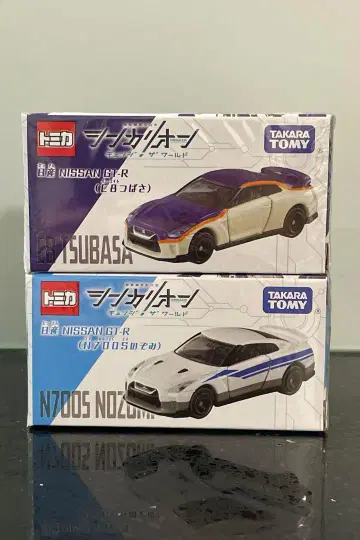 トミカ
シンカリオン
チェンジ ザ ワールド
TAKARA
TOMY
日産 NISSAN GT-R
(E8つばさ)
E8 TSUBASA
トミカ
シンカリオン
チェンジ ザ ワールド
TAKARA
TOMY
日産 NISSAN GT-R
(N700Sのぞみ)
N700S NOZOMI